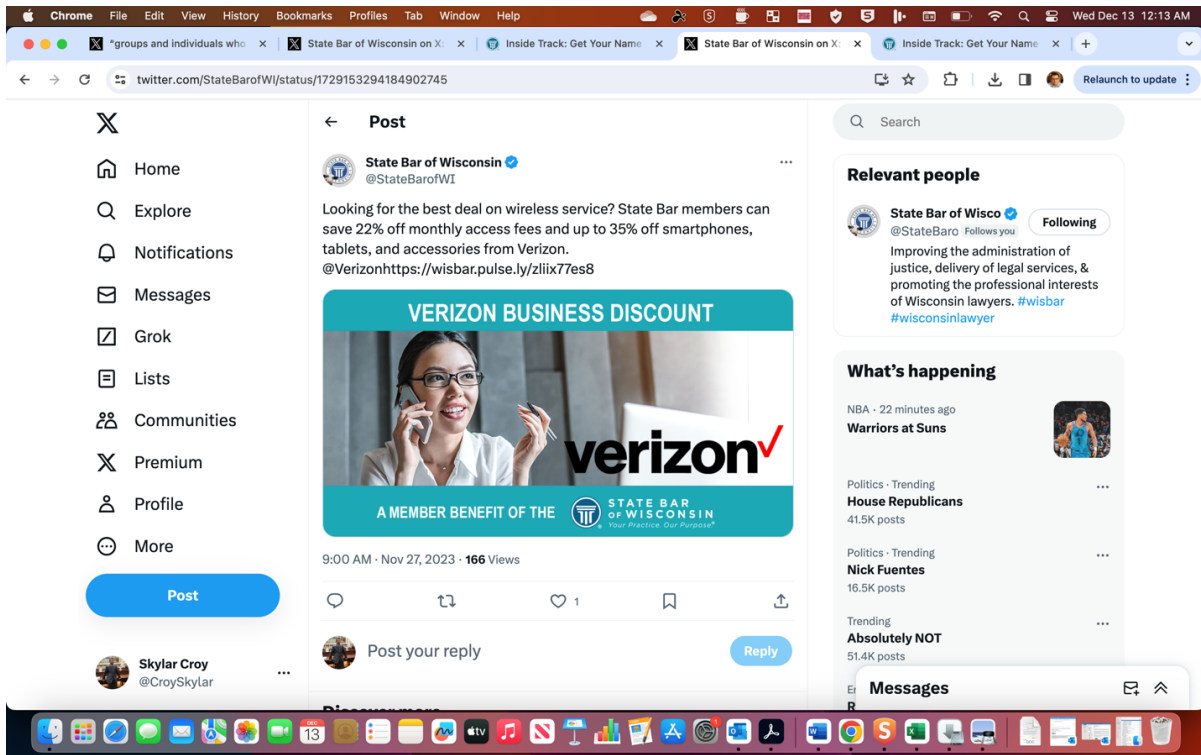 Chrome File Edit View History Bookmarks Profiles Tab Window Help Wed Dec 13 12:13 AM
"groups and individuals who State Bar of Wisconsin on X: Inside Track: Get Your Name State Bar of Wisconsin on X: Inside Track: Get Your Name
twitter.com/StateBarofWI/status/1729153294184902745 Relaunch to update
Home
Explore
Notifications
Messages
Grok
Lists
Communities
Premium
Profile
More
Post
Skylar Croy
@CroySkylar
Post
State Bar of Wisconsin
@StateBarofWI
Looking for the best deal on wireless service? State Bar members can
save 22% off monthly access fees and up to 35% off smartphones,
tablets, and accessories from Verizon.
@Verizonhttps://wisbar.pulse.ly/zliix77es8
VERIZON BUSINESS DISCOUNT
verizon
A MEMBER BENEFIT OF THE
STATE BAR
OF WISCONSIN
Your Practice. Our Purpose®
9:00 AM · Nov 27, 2023 · 166 Views
1
Post your reply
Reply
Discover more
Search
Relevant people
State Bar of Wisco
@StateBaro Follows you
Following
Improving the administration of
justice, delivery of legal services, &
promoting the professional interests
of Wisconsin lawyers. #wisbar
#wisconsinlawyer
What's happening
NBA · 22 minutes ago
Warriors at Suns
Politics · Trending
House Republicans
41.5K posts
Politics · Trending
Nick Fuentes
16.5K posts
Trending
Absolutely NOT
51.4K posts
Messages
DEC
13
tv
1